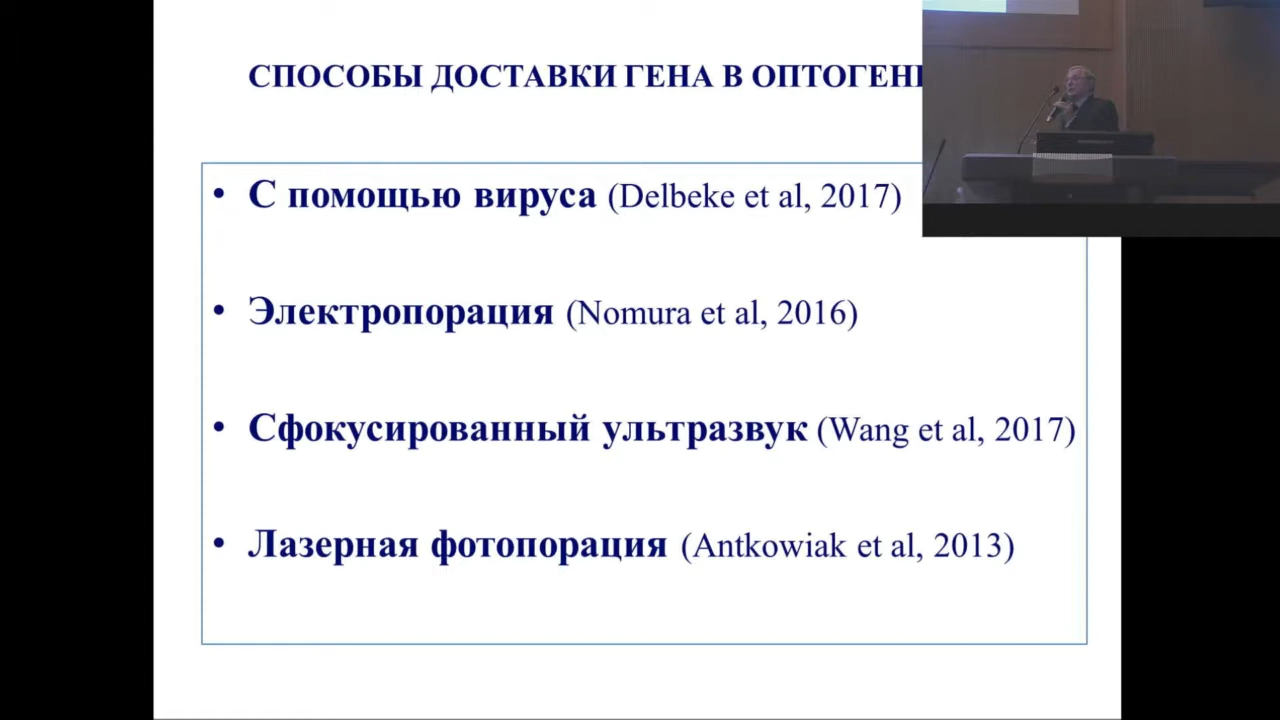 СПОСОБЫ ДОСТАВКИ ГЕНА В
• С помощью вируса (Delbeke et al, 2017)
• Электропорация (Nomura et al, 2016)
• Сфокусированный ультразвук (Wang et al, 2017)
• Лазерная фотопорация (Antkowiak et al, 2013)